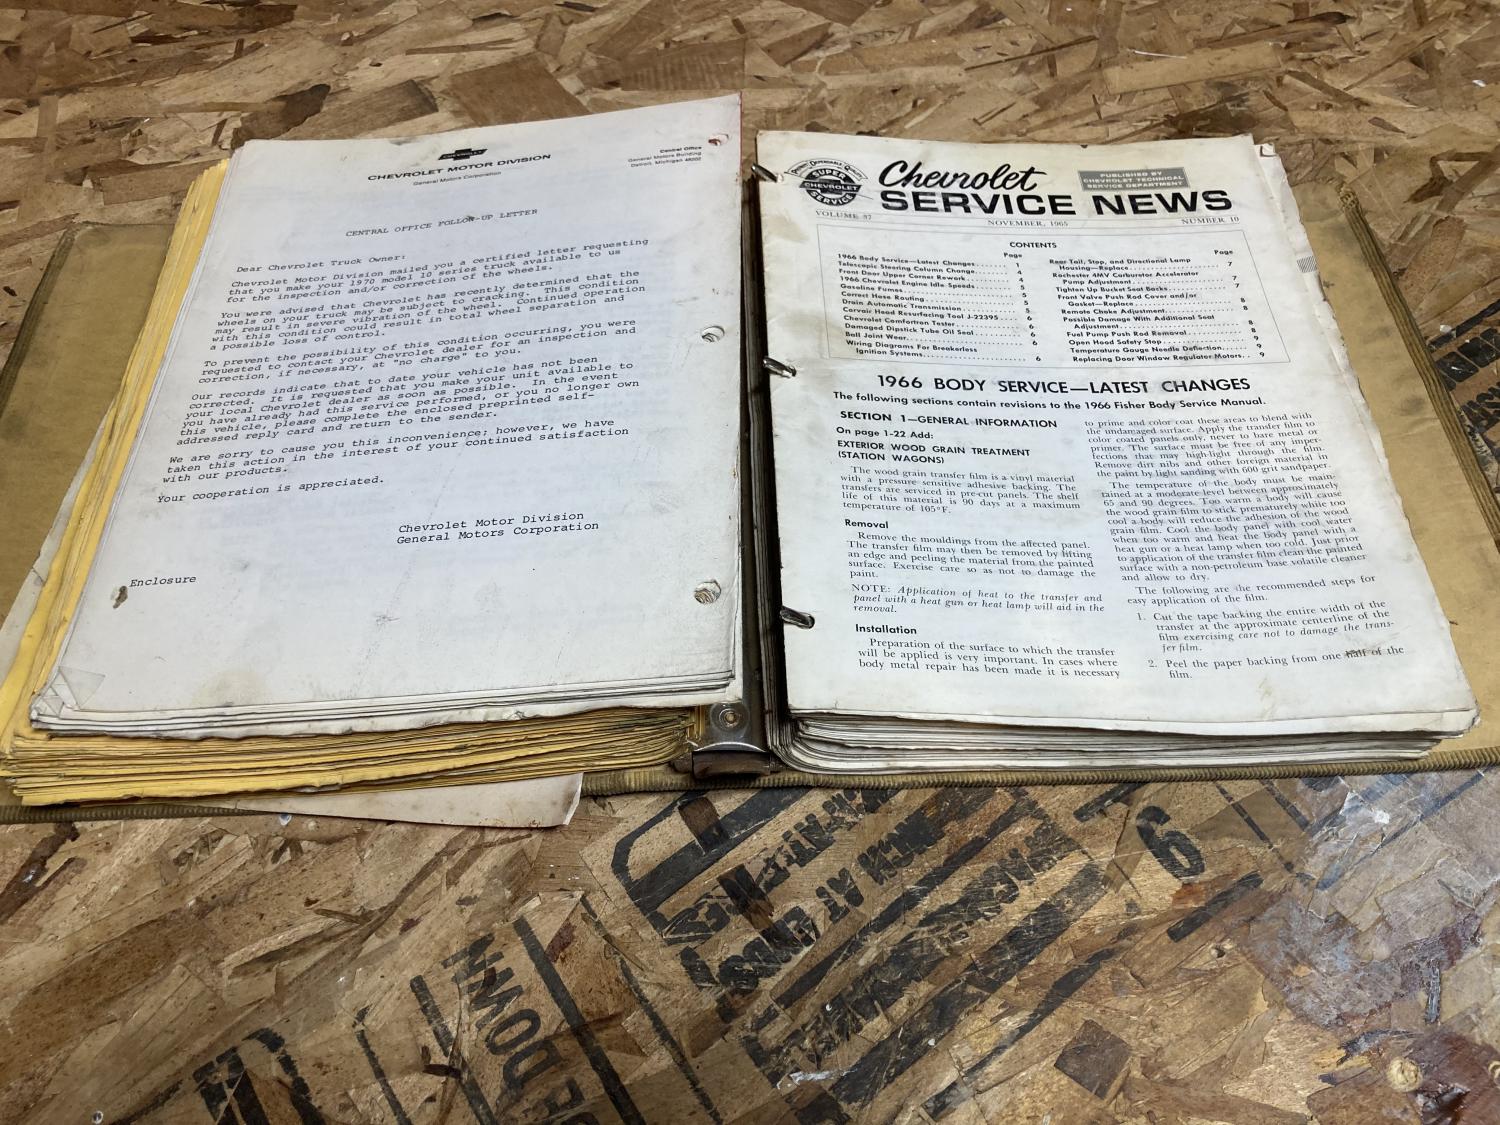 CHEVROLET
CHEVROLET MOTOR DIVISION
General Motors Corporation
Central Office
General Motors Building
Detroit, Michigan 48202
CENTRAL OFFICE FOLLOW-UP LETTER
Dear Chevrolet Truck Owner:
Chevrolet Motor Division mailed you a certified letter requesting
that you make your 1970 model 10 series truck available to us
for the inspection and/or correction of the wheels.
You were advised that Chevrolet has recently determined that the
wheels on your truck may be subject to cracking. This condition
may result in severe vibration of the wheel. Continued operation
with this condition could result in total wheel separation and
a possible loss of control.
To prevent the possibility of this condition occurring, you were
requested to contact your Chevrolet dealer for an inspection and
correction, if necessary, at "no charge" to you.
Our records indicate that to date your vehicle has not been
corrected. It is requested that you make your unit available to
your local Chevrolet dealer as soon as possible. In the event
you have already had this service performed, or you no longer own
this vehicle, please complete the enclosed preprinted self-
addressed reply card and return to the sender.
We are sorry to cause you this inconvenience; however, we have
taken this action in the interest of your continued satisfaction
with our products.
Your cooperation is appreciated.
Chevrolet Motor Division
General Motors Corporation
Enclosure
SUPER
CHEVROLET
SERVICE
Chevrolet
SERVICE NEWS
PUBLISHED BY
CHEVROLET TECHNICAL
SERVICE DEPARTMENT
VOLUME 37
NOVEMBER, 1965
NUMBER 10
CONTENTS
Page
1966 Body Service—Latest Changes....... 1
Telescopic Steering Column Change....... 4
Front Door Upper Corner Rework....... 4
1966 Chevrolet Engine Idle Speeds....... 5
Gasoline Fumes....... 5
Correct Hose Routing....... 5
Drain Automatic Transmission....... 5
Corvair Head Resurfacing Tool J-22395.. 6
Chevrolet Comfortron Tester....... 6
Damaged Dipstick Tube Oil Seal....... 6
Ball Joint Wear....... 6
Wiring Diagrams For Breakerless
Ignition Systems....... 6
Page
Rear Tail, Stop, and Directional Lamp
Housing—Replace....... 7
Rochester 4MV Carburetor Accelerator
Pump Adjustment....... 7
Tighten Up Bucket Seat Backs....... 7
Front Valve Push Rod Cover and/or
Gasket—Replace....... 8
Remote Choke Adjustment....... 8
Possible Damage With Additional Seat
Adjustment....... 8
Fuel Pump Push Rod Removal....... 8
Open Hood Safety Stop....... 9
Temperature Gauge Needle Deflection.... 9
Replacing Door Window Regulator Motors.. 9
1966 BODY SERVICE—LATEST CHANGES
The following sections contain revisions to the 1966 Fisher Body Service Manual.
SECTION 1—GENERAL INFORMATION
On page 1-22 Add:
EXTERIOR WOOD GRAIN TREATMENT
(STATION WAGONS)
The wood grain transfer film is a vinyl material
with a pressure sensitive adhesive backing. The
transfers are serviced in pre-cut panels. The shelf
life of this material is 90 days at a maximum
temperature of 105°F.
Removal
Remove the mouldings from the affected panel.
The transfer film may then be removed by lifting
an edge and peeling the material from the painted
surface. Exercise care so as not to damage the
paint.
NOTE: Application of heat to the transfer and
panel with a heat gun or heat lamp will aid in the
removal.
Installation
Preparation of the surface to which the transfer
will be applied is very important. In cases where
body metal repair has been made it is necessary
to prime and color coat these areas to blend with
the undamaged surface. Apply the transfer film to
color coated panels only, never to bare metal or
primer. The surface must be free of any imper-
fections that may high-light through the film.
Remove dirt nibs and other foreign material in
the paint by light sanding with 600 grit sandpaper.
The temperature of the body must be main-
tained at a moderate level between approximately
65 and 90 degrees. Too warm a body will cause
the wood grain film to stick prematurely while too
cool a body will reduce the adhesion of the wood
grain film. Cool the body panel with cool water
when too warm and heat the body panel with a
heat gun or a heat lamp when too cold. Just prior
to application of the transfer film clean the painted
surface with a non-petroleum base volatile cleaner
and allow to dry.
The following are the recommended steps for
easy application of the film.
1. Cut the tape backing the entire width of the
transfer at the approximate centerline of the
film exercising care not to damage the trans-
fer film.
2. Peel the paper backing from one half of the
film.
6
INCH AT
DOWN